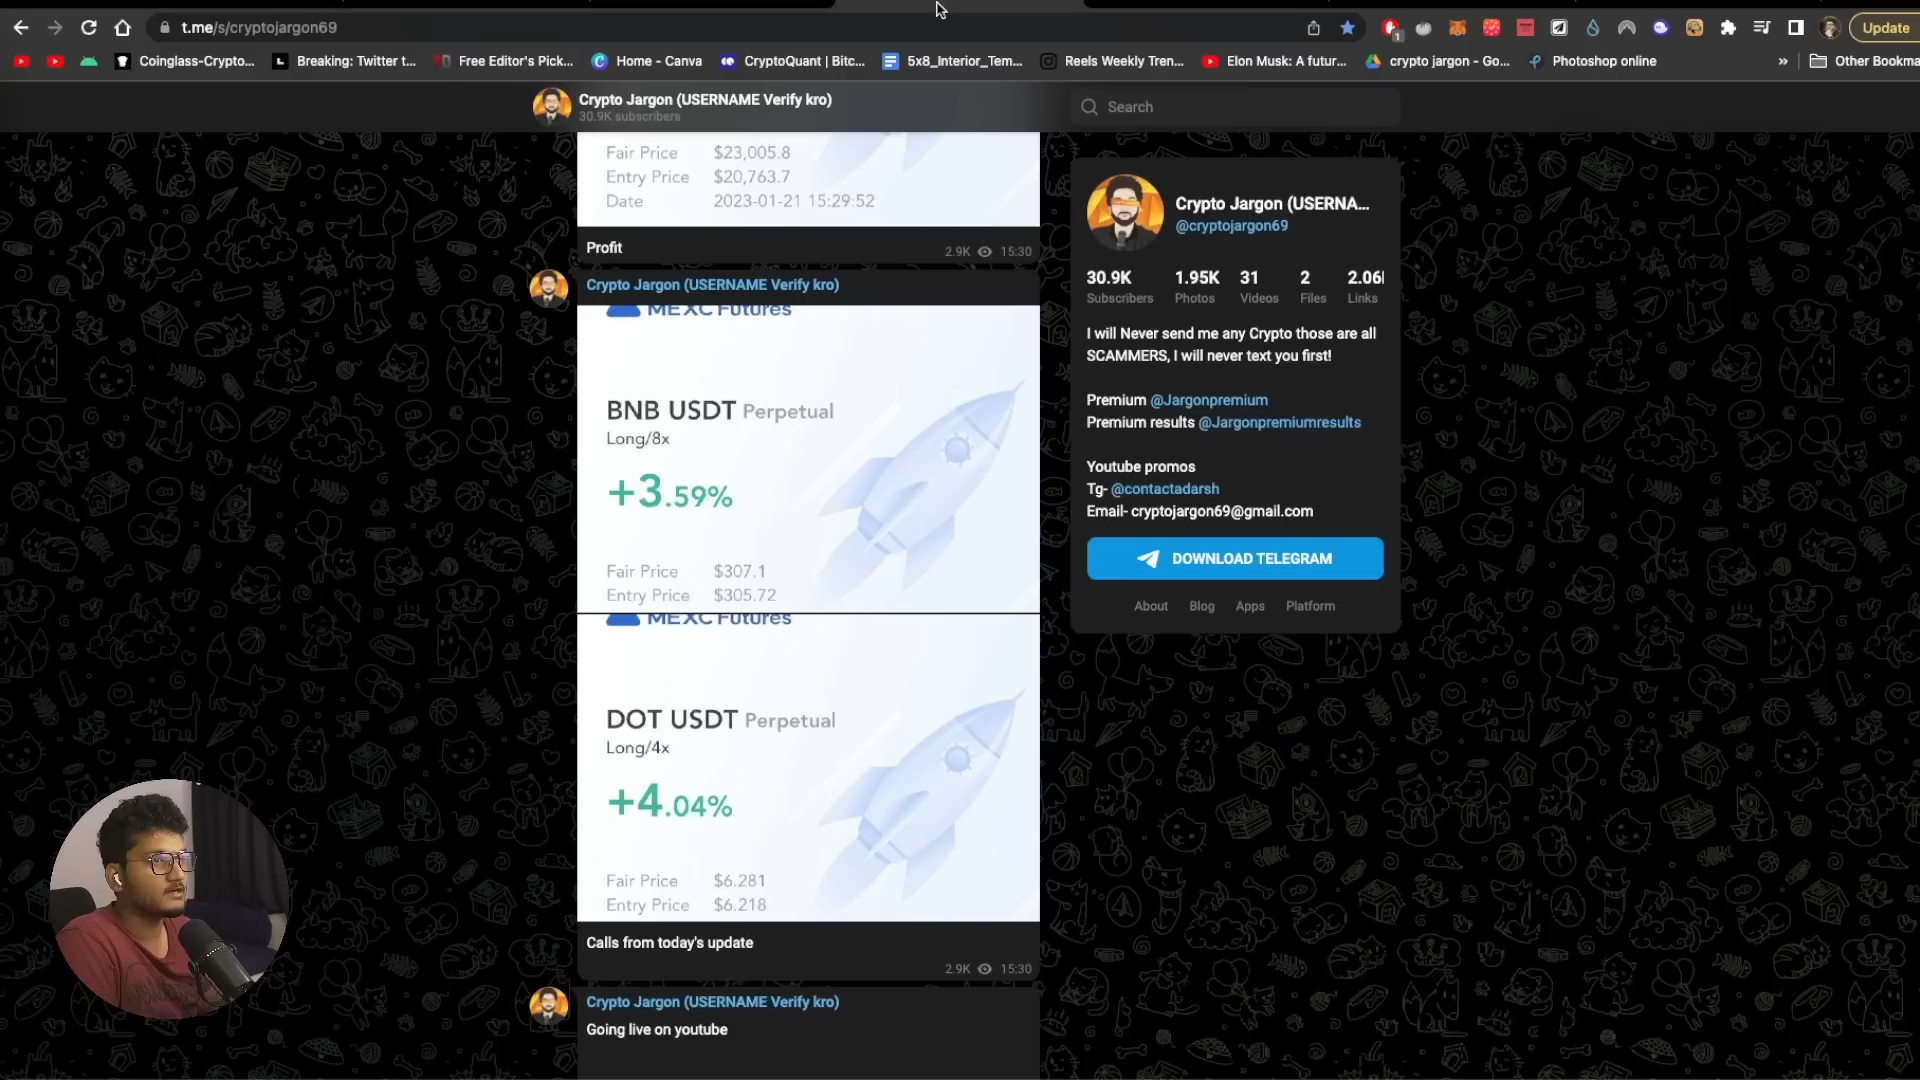 t.me/s/cryptojargon69
1
Update
Coinglass-Crypto...
Breaking: Twitter t...
Free Editor's Pick...
Home - Canva
CryptoQuant | Bitc...
5x8_Interior_Tem...
Reels Weekly Tren...
Elon Musk: A futur...
crypto jargon - Go...
Photoshop online
»
Other Bookma
Crypto Jargon (USERNAME Verify kro)
30.9K subscribers
Search
Fair Price $23,005.8
Entry Price $20,763.7
Date 2023-01-21 15:29:52
Profit
2.9K 15:30
Crypto Jargon (USERNAME Verify kro)
MEXC Futures
BNB USDT Perpetual
Long/8x
+3.59%
Fair Price $307.1
Entry Price $305.72
MEXC Futures
DOT USDT Perpetual
Long/4x
+4.04%
Fair Price $6.281
Entry Price $6.218
Calls from today's update
2.9K 15:30
Crypto Jargon (USERNAME Verify kro)
Going live on youtube
Crypto Jargon (USERNA...
@cryptojargon69
30.9K 1.95K 31 2 2.06
Subscribers Photos Videos Files Links
I will Never send me any Crypto those are all
SCAMMERS, I will never text you first!
Premium @Jargonpremium
Premium results @Jargonpremiumresults
Youtube promos
Tg- @contactadarsh
Email- cryptojargon69@gmail.com
DOWNLOAD TELEGRAM
About Blog Apps Platform